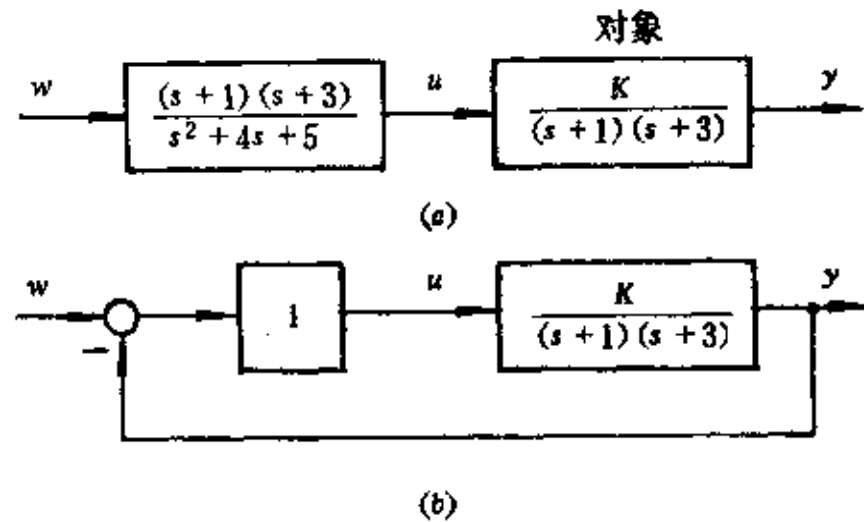 对象
w
(s + 1) (s + 3)
s² + 4s + 5
u
K
(s + 1) (s + 3)
y
(a)
w
−
1
u
K
(s + 1) (s + 3)
y
(b)